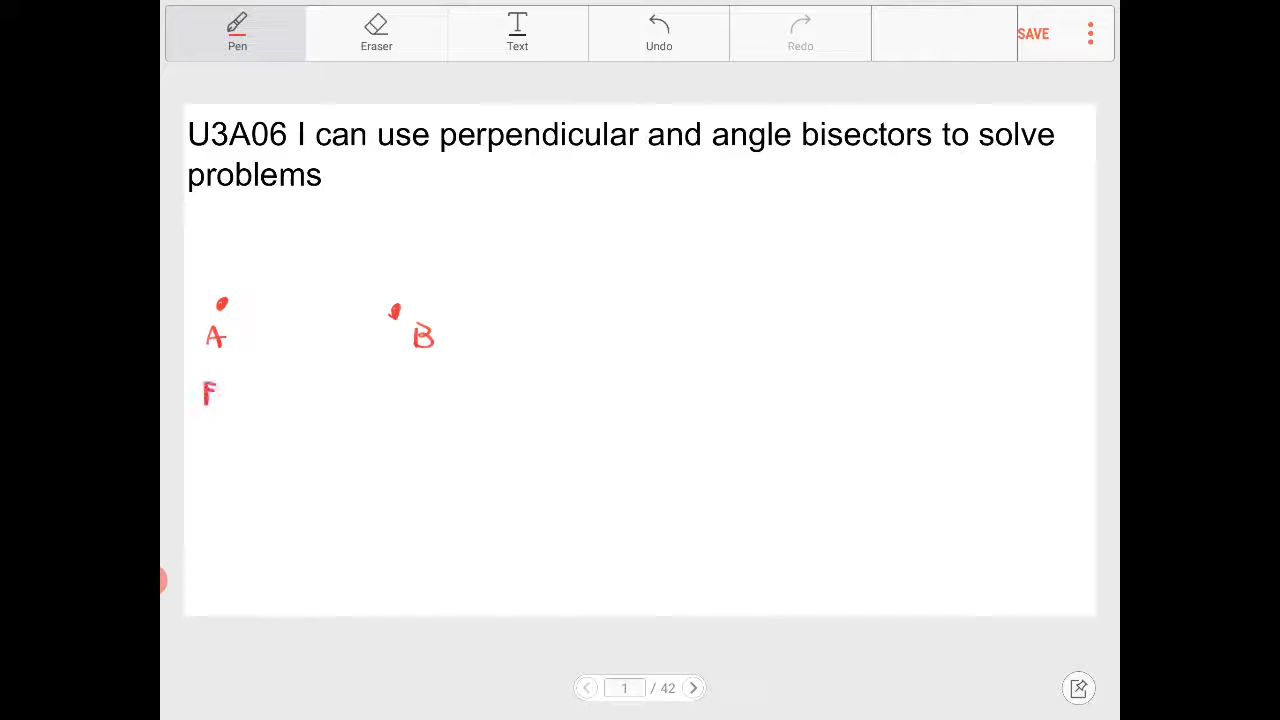 Pen Eraser Text Undo Redo SAVE
U3A06 I can use perpendicular and angle bisectors to solve
problems
A B
F
1 / 42